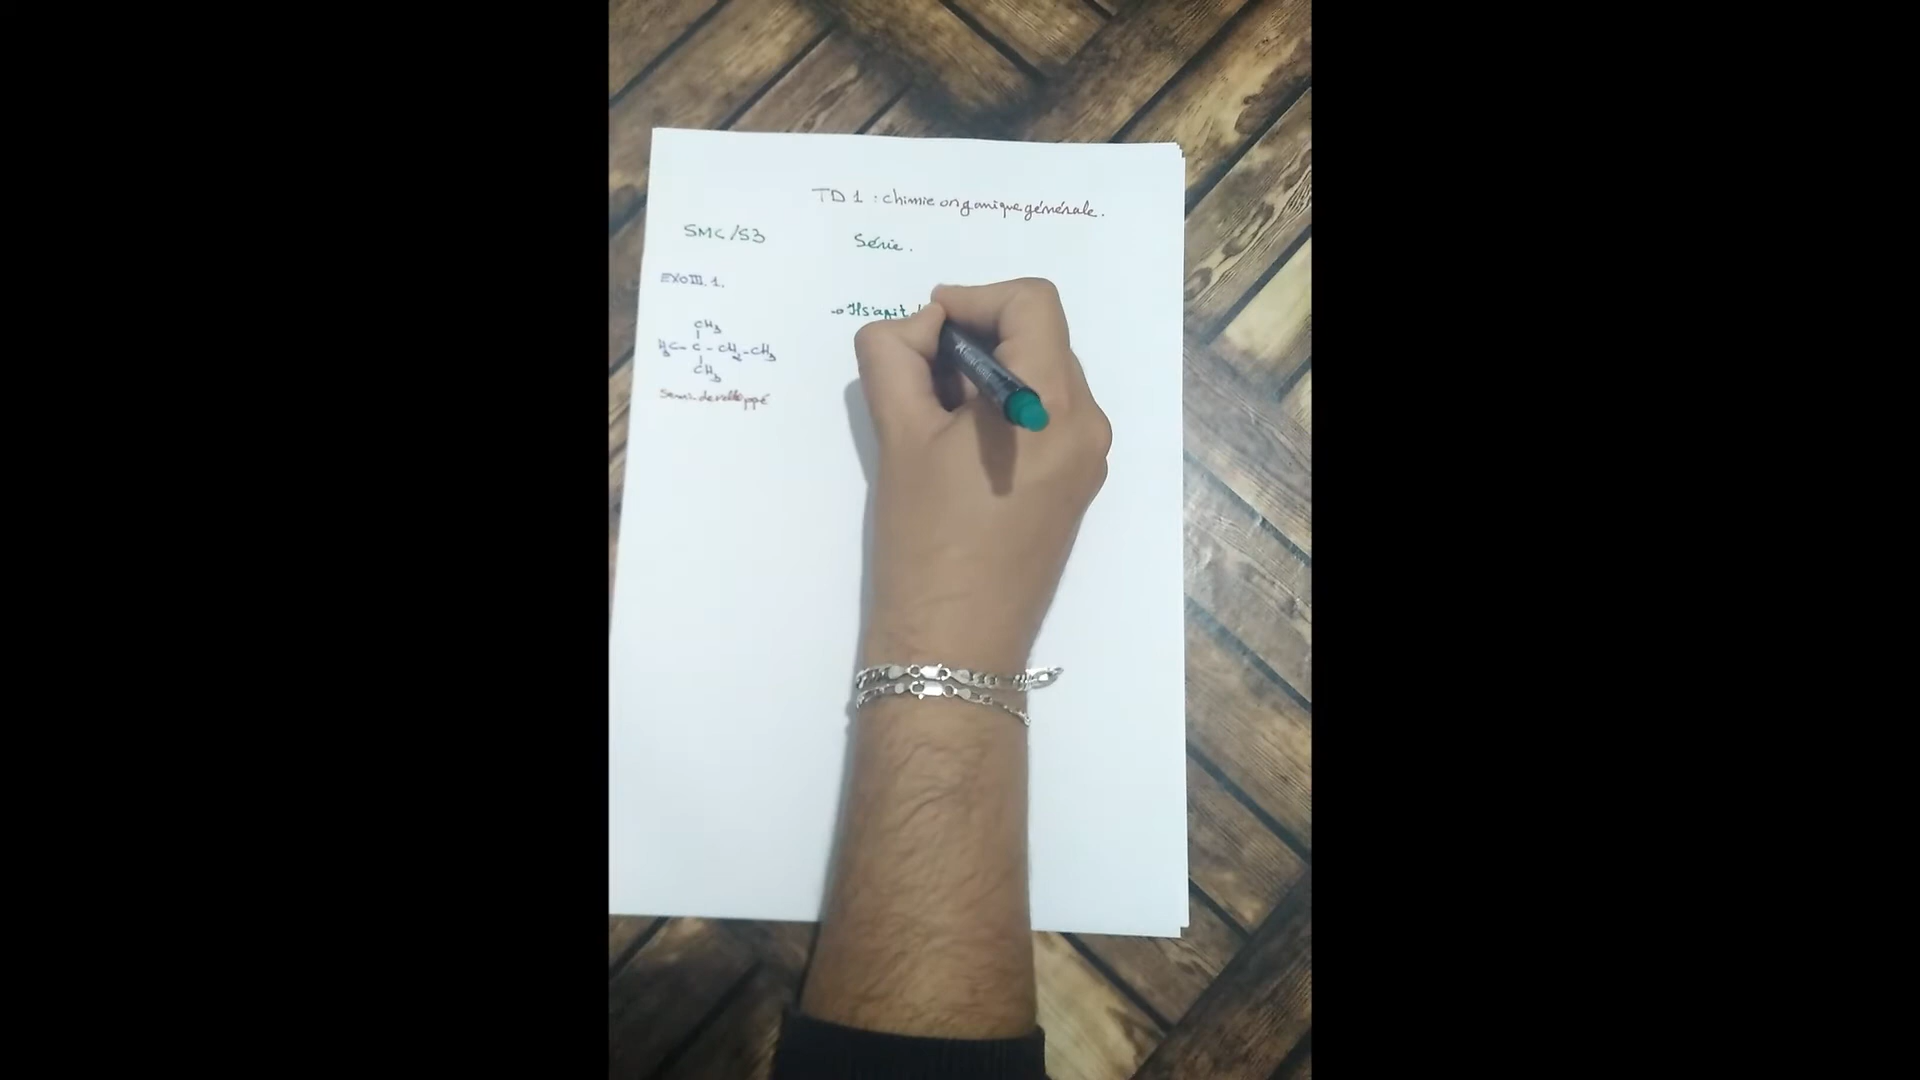 TD 1 : chimie organique générale.
SMC/S3
Série.
EXO III. 1.
→ Il s'agit d
CH3
H3C - C - CH2 - CH3
CH3
Semi-developpé